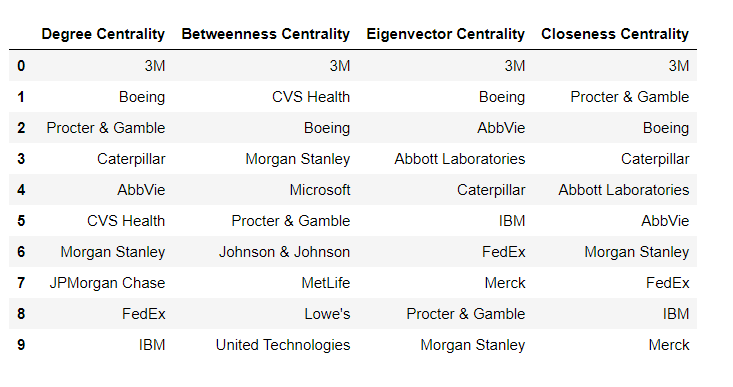 Degree Centrality Betweenness Centrality Eigenvector Centrality Closeness Centrality
0 3M 3M 3M 3M
1 Boeing CVS Health Boeing Procter & Gamble
2 Procter & Gamble Boeing AbbVie Boeing
3 Caterpillar Morgan Stanley Abbott Laboratories Caterpillar
4 AbbVie Microsoft Caterpillar Abbott Laboratories
5 CVS Health Procter & Gamble IBM AbbVie
6 Morgan Stanley Johnson & Johnson FedEx Morgan Stanley
7 JPMorgan Chase MetLife Merck FedEx
8 FedEx Lowe's Procter & Gamble IBM
9 IBM United Technologies Morgan Stanley Merck